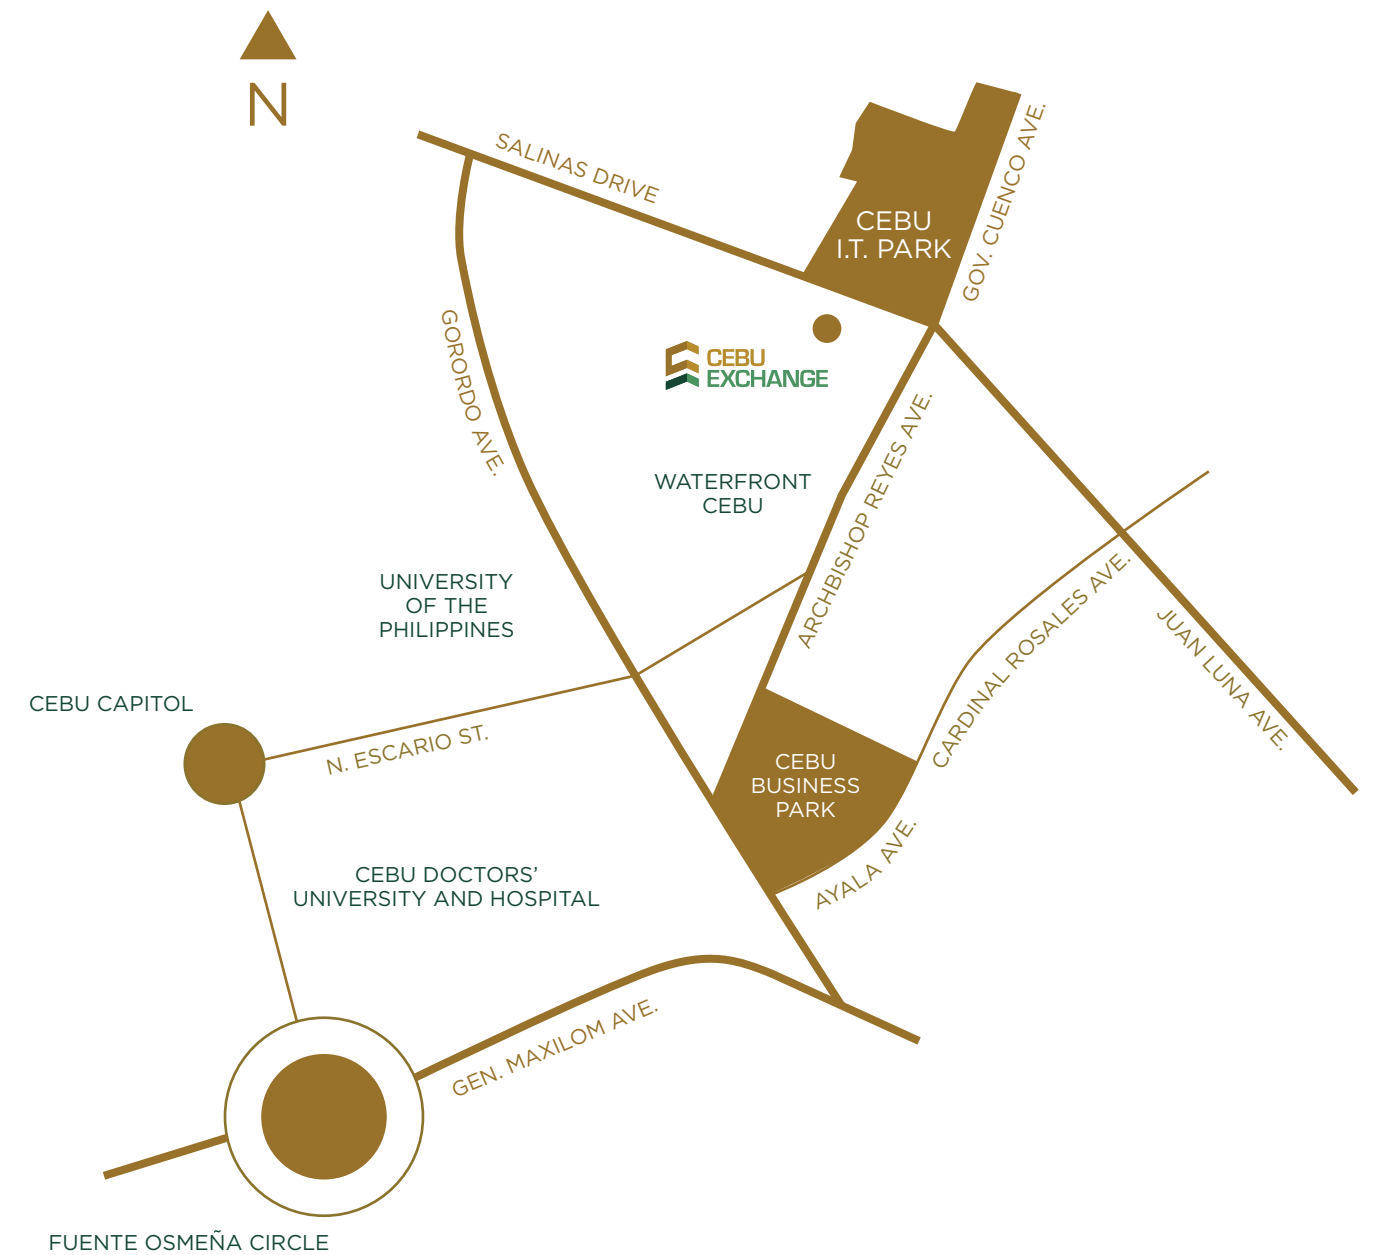 N
SALINAS DRIVE
GOV. CUENCO AVE.
CEBU
I.T. PARK
GORORDO AVE.
CEBU
EXCHANGE
ARCHBISHOP REYES AVE.
WATERFRONT
CEBU
UNIVERSITY
OF THE
PHILIPPINES
CARDINAL ROSALES AVE.
JUAN LUNA AVE.
CEBU CAPITOL
N. ESCARIO ST.
CEBU
BUSINESS
PARK
AYALA AVE.
CEBU DOCTORS’
UNIVERSITY AND HOSPITAL
GEN. MAXILOM AVE.
FUENTE OSMEÑA CIRCLE